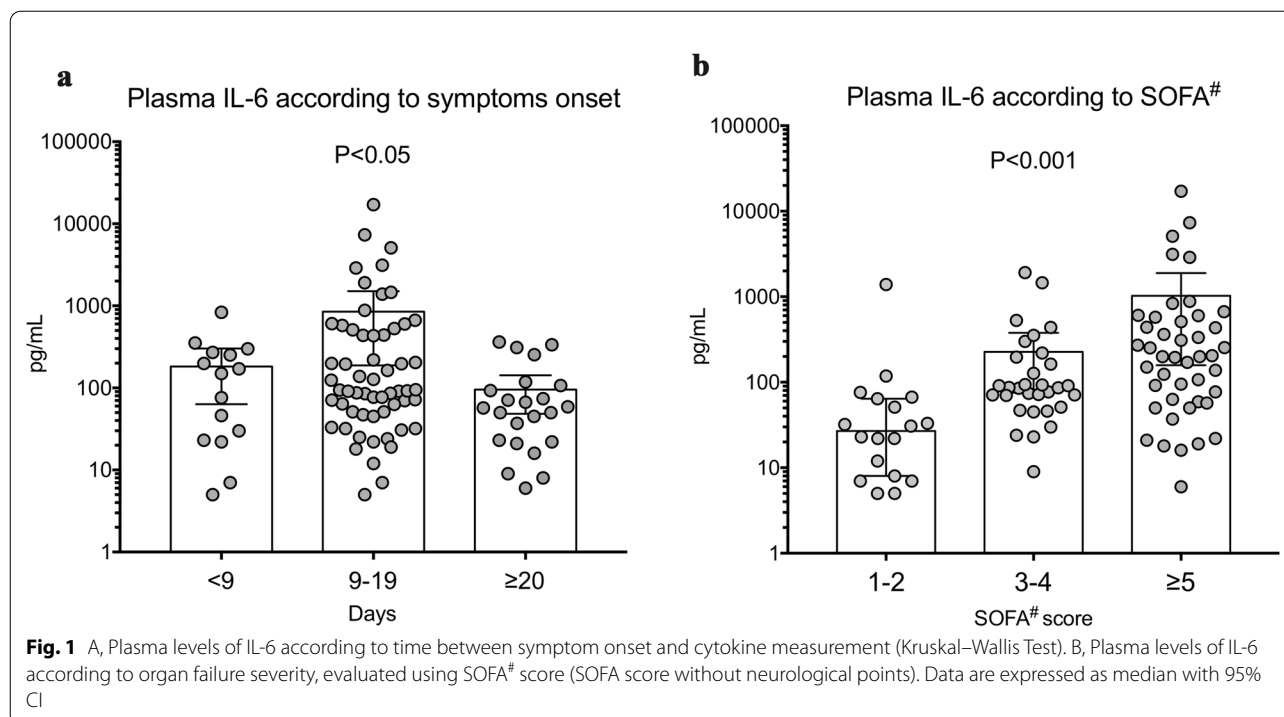 a
Plasma IL-6 according to symptoms onset
100000
10000
1000
100
10
1
pg/mL
P<0.05
<9
9-19
≥20
Days
b
Plasma IL-6 according to SOFA#
100000
10000
1000
100
10
1
pg/mL
P<0.001
1-2
3-4
≥5
SOFA# score
Fig. 1 A, Plasma levels of IL-6 according to time between symptom onset and cytokine measurement (Kruskal–Wallis Test). B, Plasma levels of IL-6
according to organ failure severity, evaluated using SOFA# score (SOFA score without neurological points). Data are expressed as median with 95%
CI